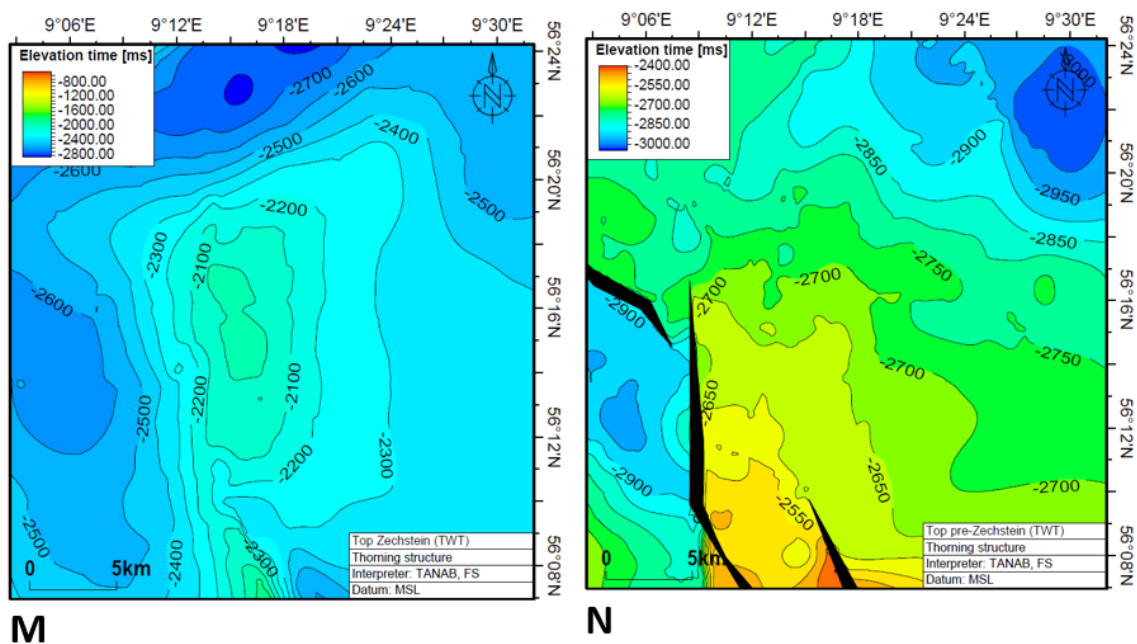 9°06'E 9°12'E 9°18'E 9°24'E 9°30'E
Elevation time [ms]
-800.00
-1200.00
-1600.00
-2000.00
-2400.00
-2800.00
N
-2700
-2600
-2500
-2400
-2600
-2500
-2200
-2300
-2100
-2600
-2200
-2100
-2500
-2200
-2300
-2500
-2400
-2300
0 5km
Top Zechstein (TWT)
Thorning structure
Interpreter: TANAB, FS
Datum: MSL
56°24'N
56°20'N
56°16'N
56°12'N
56°08'N
M
9°06'E 9°12'E 9°18'E 9°24'E 9°30'E
Elevation time [ms]
-2400.00
-2550.00
-2700.00
-2850.00
-3000.00
N
-3000
-2900
-2850
-2950
-2850
-2750
-2700
-2700
-2900
-2750
-2700
-2650
-2900
-2650
-2700
-2550
0 5km
Top pre-Zechstein (TWT)
Thorning structure
Interpreter: TANAB, FS
Datum: MSL
56°24'N
56°20'N
56°16'N
56°12'N
56°08'N
N